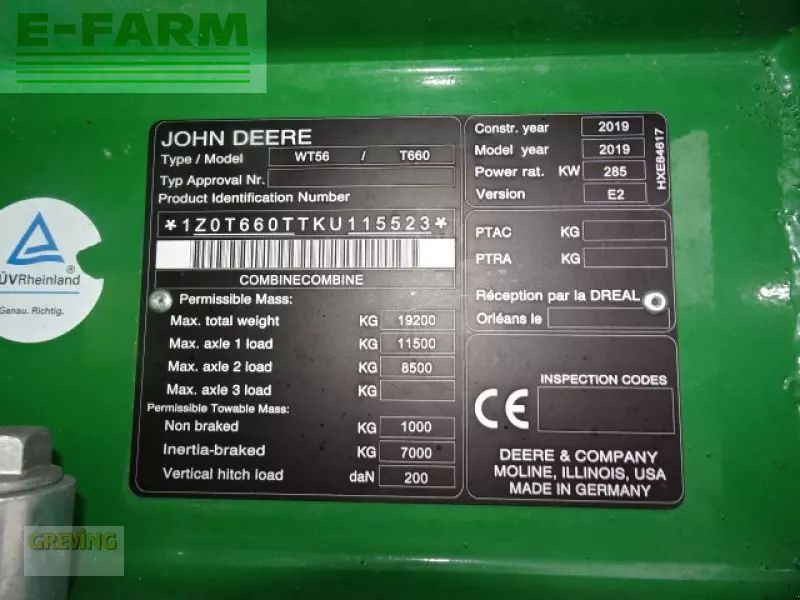 E-FARM
JOHN DEERE
Type / Model WT56 / T660
Typ Approval Nr.
Product Identification Number
*1Z0T660TTKU115523*
COMBINECOMBINE
Permissible Mass:
Max. total weight KG 19200
Max. axle 1 load KG 11500
Max. axle 2 load KG 8500
Max. axle 3 load KG
Permissible Towable Mass:
Non braked KG 1000
Inertia-braked KG 7000
Vertical hitch load daN 200
Constr. year 2019
Model year 2019
Power rat. KW 285
Version E2
HXE84617
PTAC KG
PTRA KG
Réception par la DREAL
Orléans le
INSPECTION CODES
CE
DEERE & COMPANY
MOLINE, ILLINOIS, USA
MADE IN GERMANY
ÜVRheinland®
Genau. Richtig.
GREVING